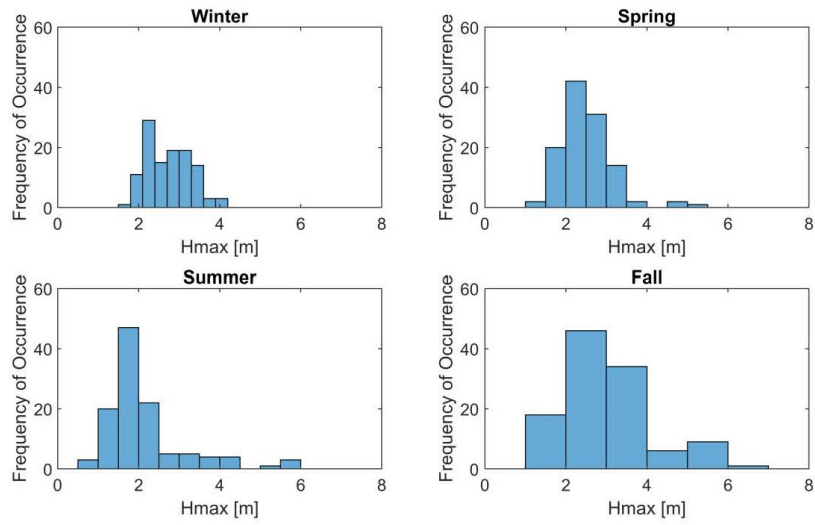 Winter
60
40
20
0
Frequency of Occurrence
0 2 4 6 8
Hmax [m]
Spring
60
40
20
0
Frequency of Occurrence
0 2 4 6 8
Hmax [m]
Summer
60
40
20
0
Frequency of Occurrence
0 2 4 6 8
Hmax [m]
Fall
60
40
20
0
Frequency of Occurrence
0 2 4 6 8
Hmax [m]